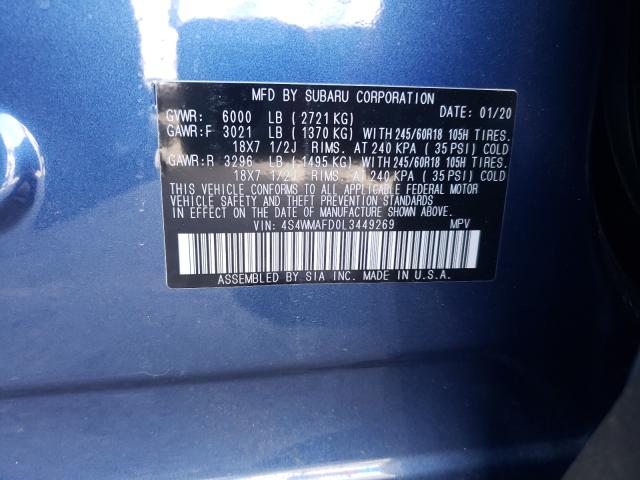 MFD BY SUBARU CORPORATION DATE: 01/20
GVWR: 6000 LB (2721 KG)
GAWR:F 3021 LB (1370 KG) WITH 245/60R18 105H TIRES.
18X7 1/2J RIMS. AT 240 KPA (35 PSI) COLD
GAWR:R 3296 LB (1495 KG) WITH 245/60R18 105H TIRES.
18X7 1/2J RIMS. AT 240 KPA (35 PSI) COLD
THIS VEHICLE CONFORMS TO ALL APPLICABLE FEDERAL MOTOR
VEHICLE SAFETY AND THEFT PREVENTION STANDARDS
IN EFFECT ON THE DATE OF MANUFACTURE SHOWN ABOVE.
VIN: 4S4WMAFD0L3449269 MPV
ASSEMBLED BY SIA INC. MADE IN U.S.A.